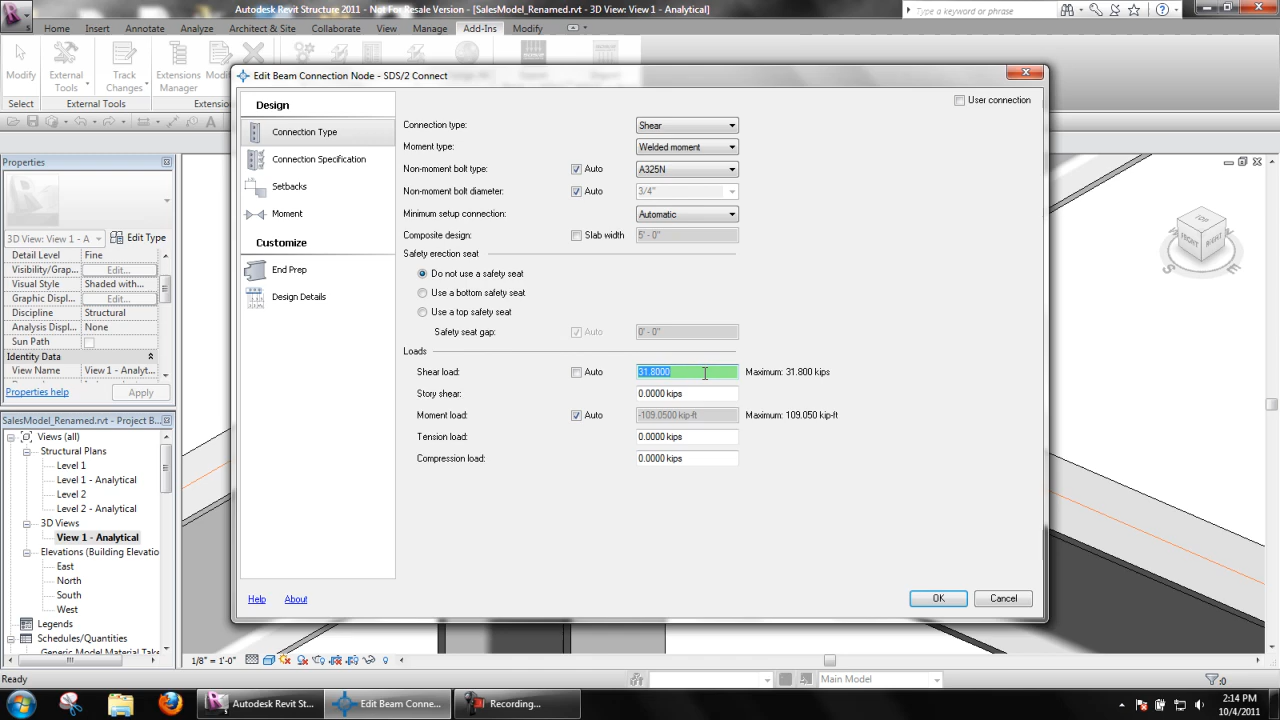 Autodesk Revit Structure 2011 - Not For Resale Version - [SalesModel_Renamed.rvt - 3D View: View 1 - Analytical]
Type a keyword or phrase
Home Insert Annotate Analyze Architect & Site Collaborate View Manage Add-Ins Modify
Modify External Tools Track Changes Extensions Manager
Select External Tools
Edit Beam Connection Node - SDS/2 Connect
Design
Connection Type
Connection Specification
Setbacks
Moment
Customize
End Prep
Design Details
Help About
User connection
Connection type: Shear
Moment type: Welded moment
Non-moment bolt type: Auto A325N
Non-moment bolt diameter: Auto 3/4"
Minimum setup connection: Automatic
Composite design: Slab width 5' - 0"
Safety erection seat
Do not use a safety seat
Use a bottom safety seat
Use a top safety seat
Safety seat gap: Auto 0' - 0"
Loads
Shear load: Auto 31.8000 Maximum: 31.800 kips
Story shear: 0.0000 kips
Moment load: Auto -109.0500 kip-ft Maximum: 109.050 kip-ft
Tension load: 0.0000 kips
Compression load: 0.0000 kips
OK Cancel
Properties
3D View: View 1 - A Edit Type
Detail Level Fine
Visibility/Grap... Edit...
Visual Style Shaded with...
Graphic Displ... Edit...
Discipline Structural
Analysis Displ... None
Sun Path
Identity Data
View Name View 1 - Analyt...
Properties help Apply
SalesModel_Renamed.rvt - Project B...
Views (all)
Structural Plans
Level 1
Level 1 - Analytical
Level 2
Level 2 - Analytical
3D Views
View 1 - Analytical
Elevations (Building Elevatio
East
North
South
West
Legends
Schedules/Quantities
Generic Model Material Take
TOP
FRONT
RIGHT
1/8" = 1'-0"
Ready
:0
Main Model
Autodesk Revit St...
Edit Beam Conne...
Recording...
2:14 PM
10/4/2011